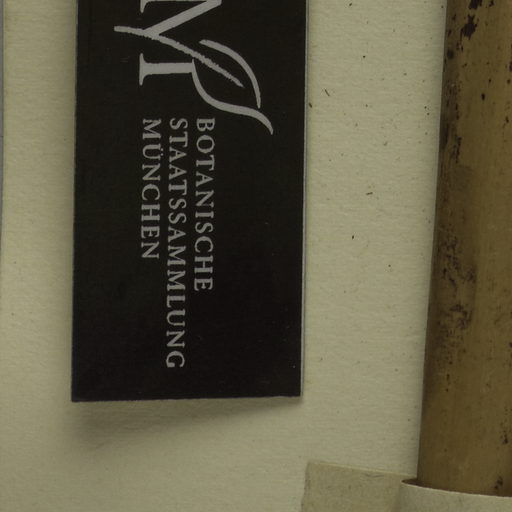 M
BOTANISCHE
STAATSSAMMLUNG
MÜNCHEN